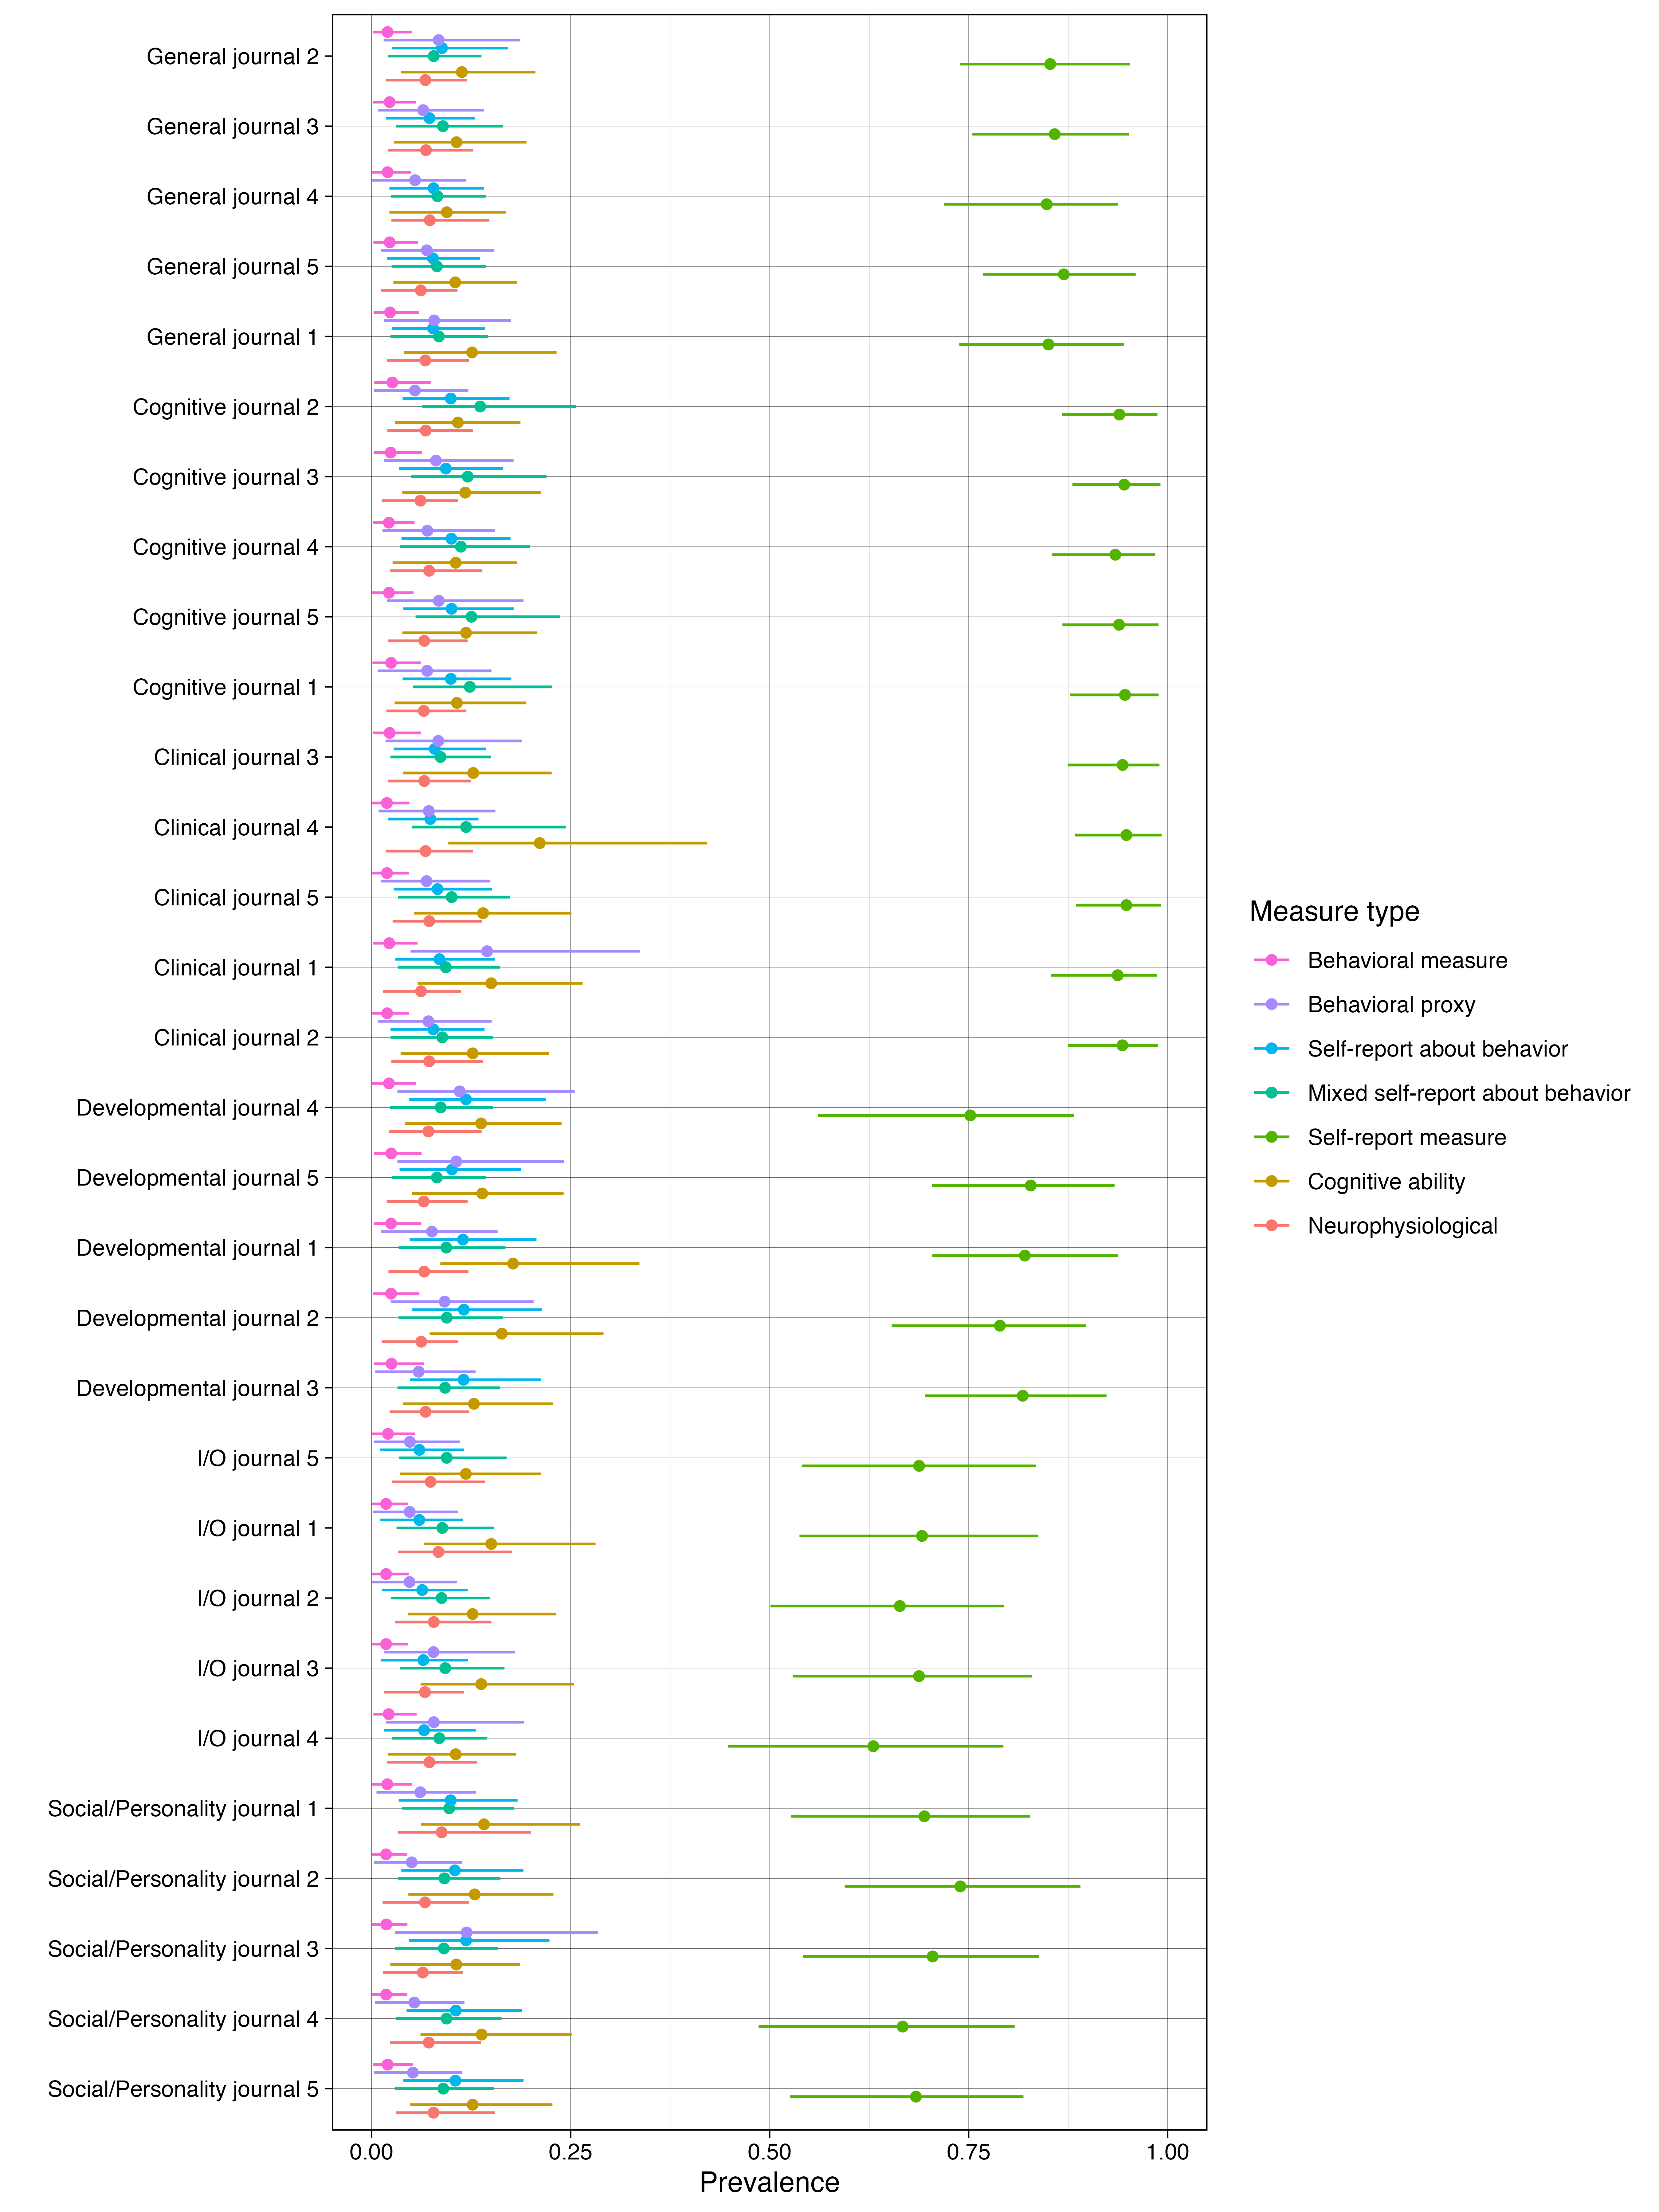 General journal 2
General journal 3
General journal 4
General journal 5
General journal 1
Cognitive journal 2
Cognitive journal 3
Cognitive journal 4
Cognitive journal 5
Cognitive journal 1
Clinical journal 3
Clinical journal 4
Clinical journal 5
Clinical journal 1
Clinical journal 2
Developmental journal 4
Developmental journal 5
Developmental journal 1
Developmental journal 2
Developmental journal 3
I/O journal 5
I/O journal 1
I/O journal 2
I/O journal 3
I/O journal 4
Social/Personality journal 1
Social/Personality journal 2
Social/Personality journal 3
Social/Personality journal 4
Social/Personality journal 5
0.00 0.25 0.50 0.75 1.00
Prevalence
Measure type
Behavioral measure
Behavioral proxy
Self-report about behavior
Mixed self-report about behavior
Self-report measure
Cognitive ability
Neurophysiological